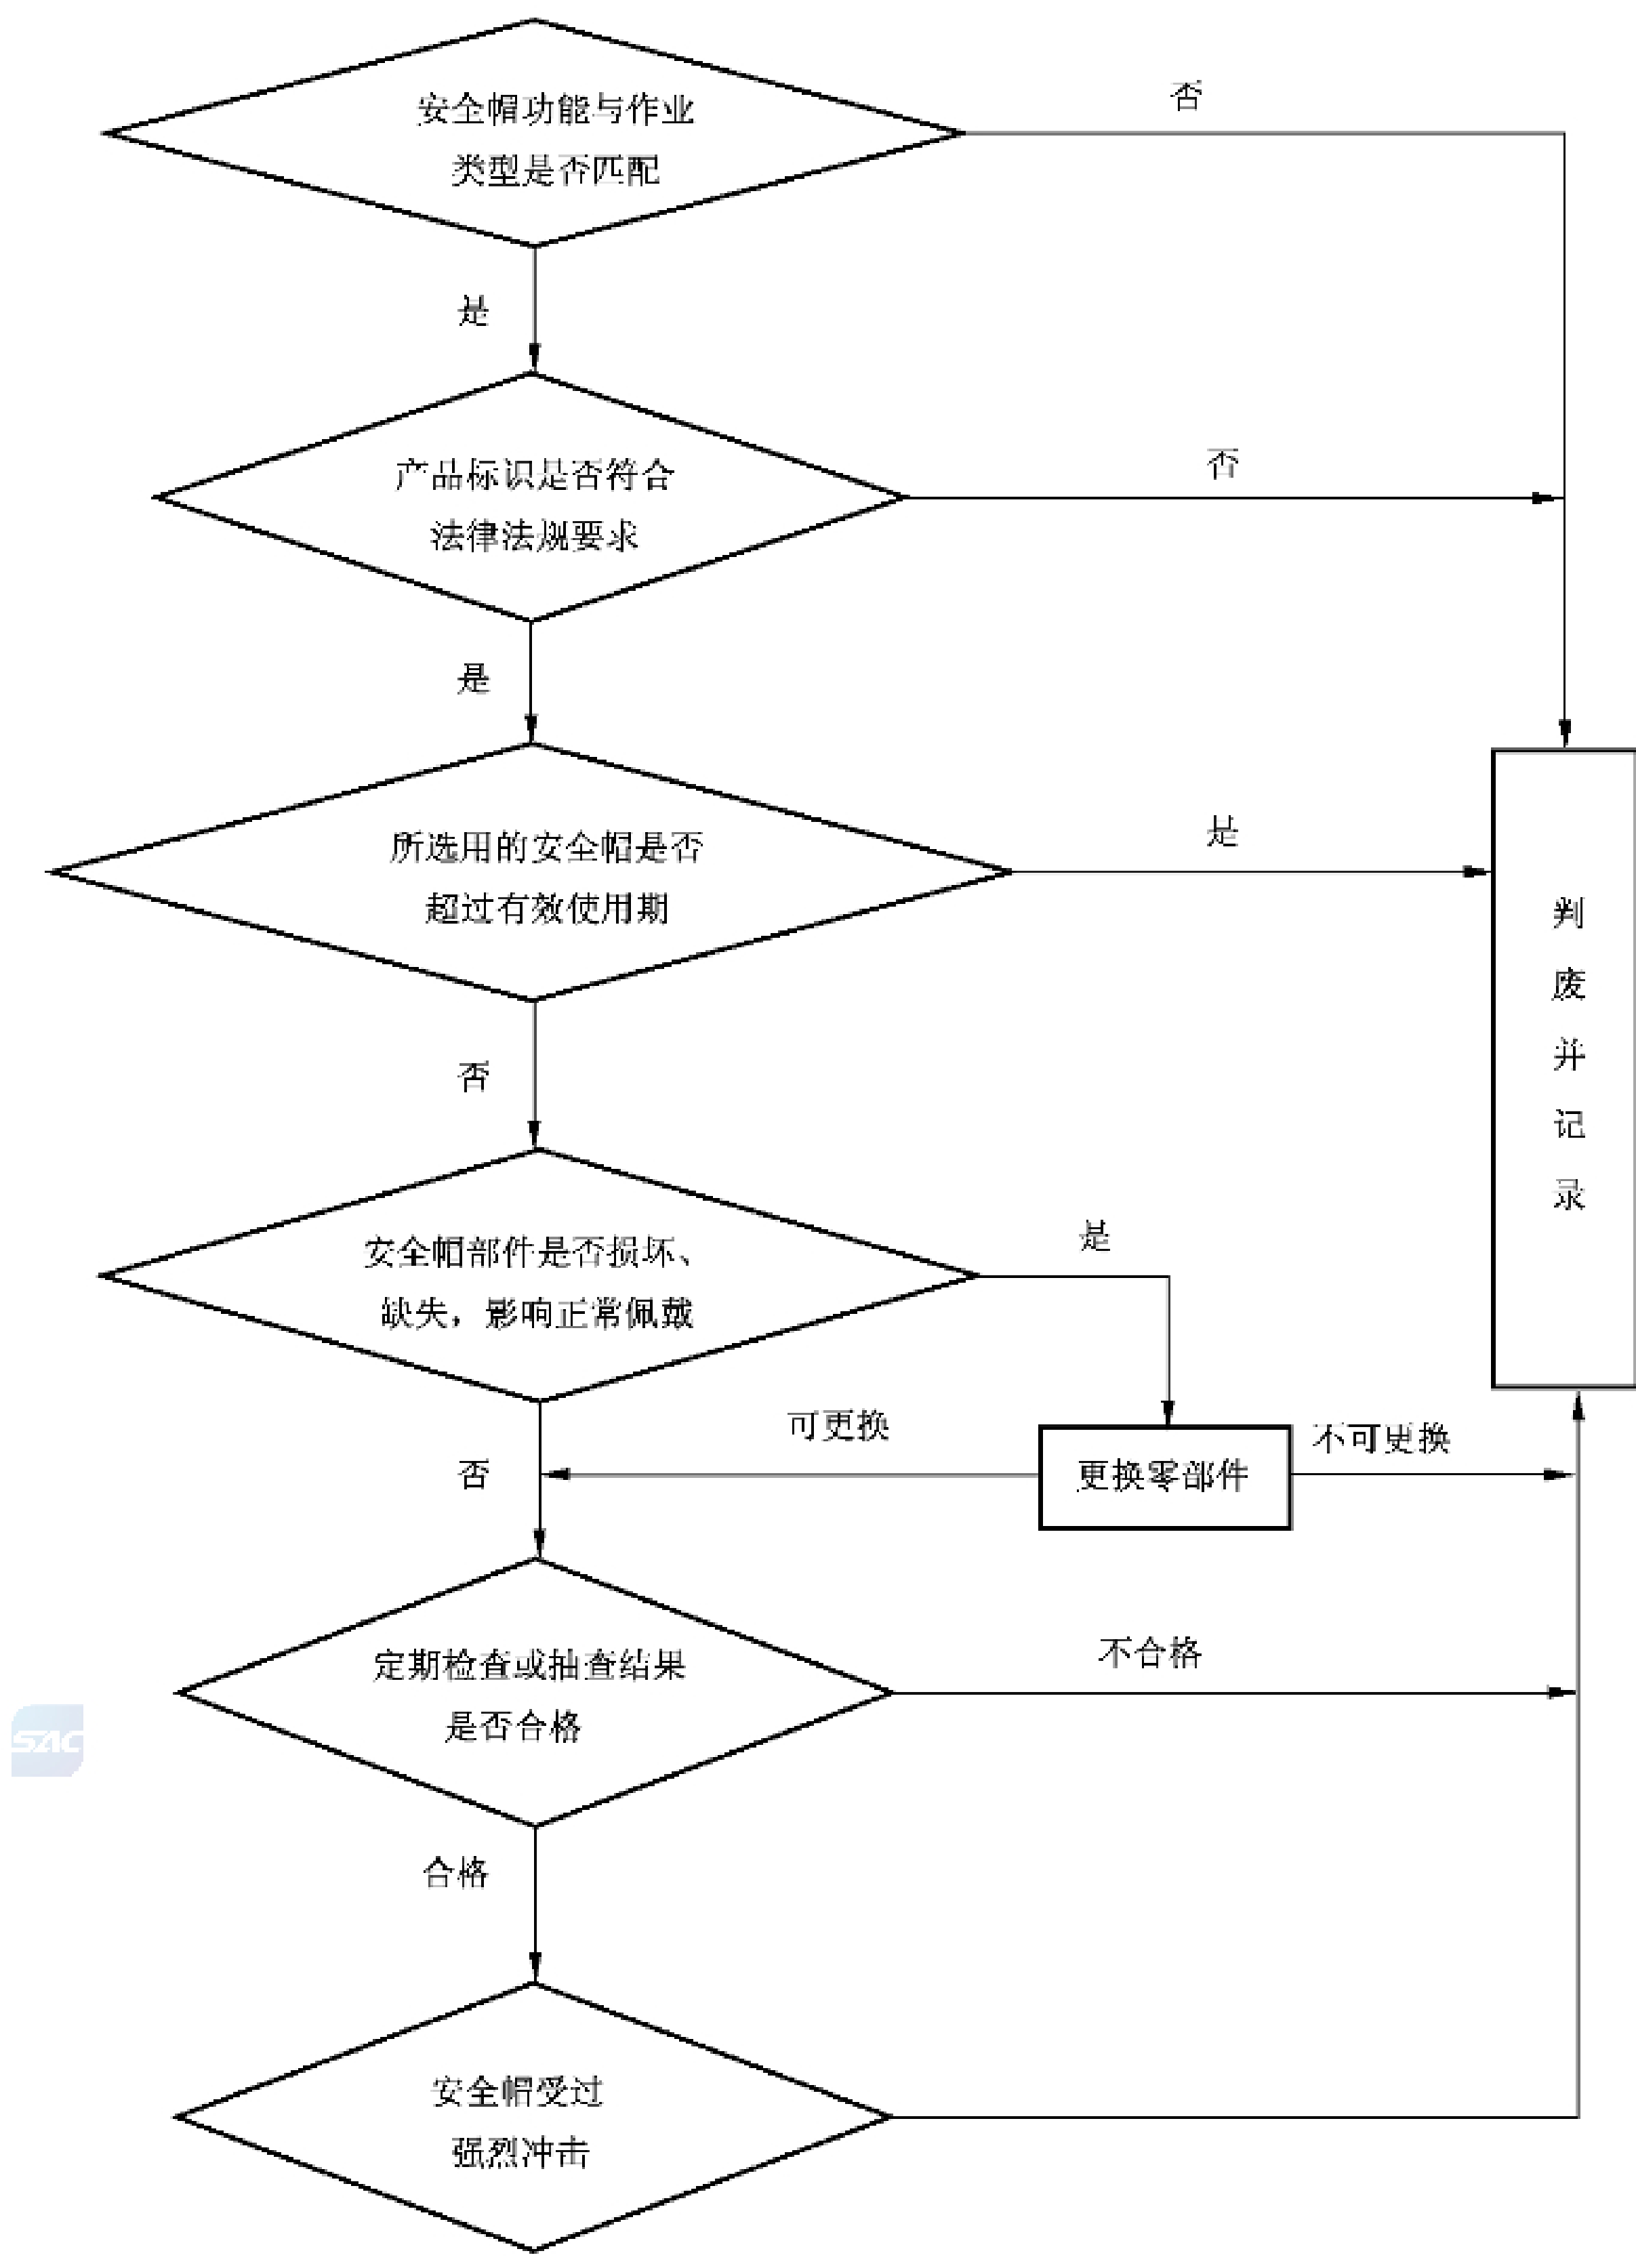 安全帽功能与作业
类型是否匹配
否
是
产品标识是否符合
法律法规要求
否
是
所选用的安全帽是否
超过有效使用期
是
判
废
并
记
录
否
安全帽部件是否损坏、
缺失，影响正常佩戴
是
可更换
不可更换
否
更换零部件
定期检查或抽查结果
是否合格
不合格
SAC
合格
安全帽受过
强烈冲击